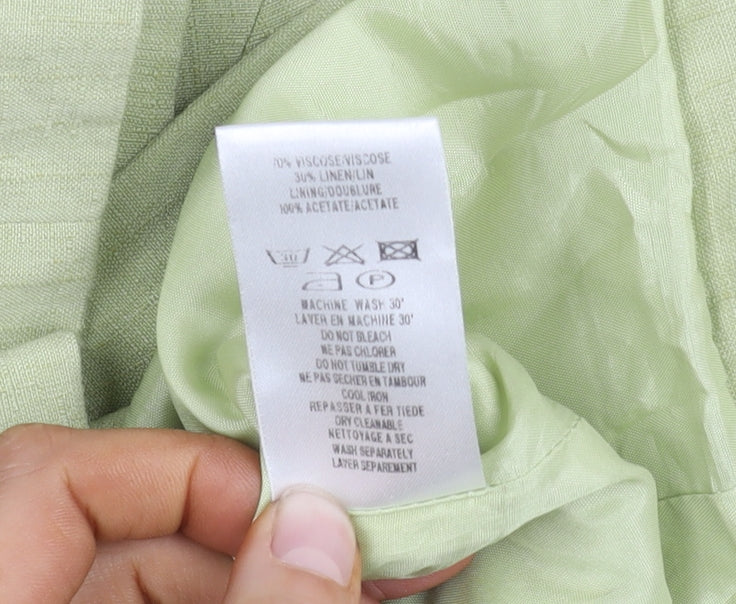 70% VISCOSE/VISCOSE
30% LINEN/LIN
LINING/DOUBLURE
100% ACETATE/ACETATE
30
P
MACHINE WASH 30°
LAVER EN MACHINE 30°
DO NOT BLEACH
NE PAS CHLORER
DO NOT TUMBLE DRY
NE PAS SECHER EN TAMBOUR
COOL IRON
REPASSER A FER TIEDE
DRY CLEANABLE
NETTOYAGE A SEC
WASH SEPARATELY
LAVER SEPAREMENT